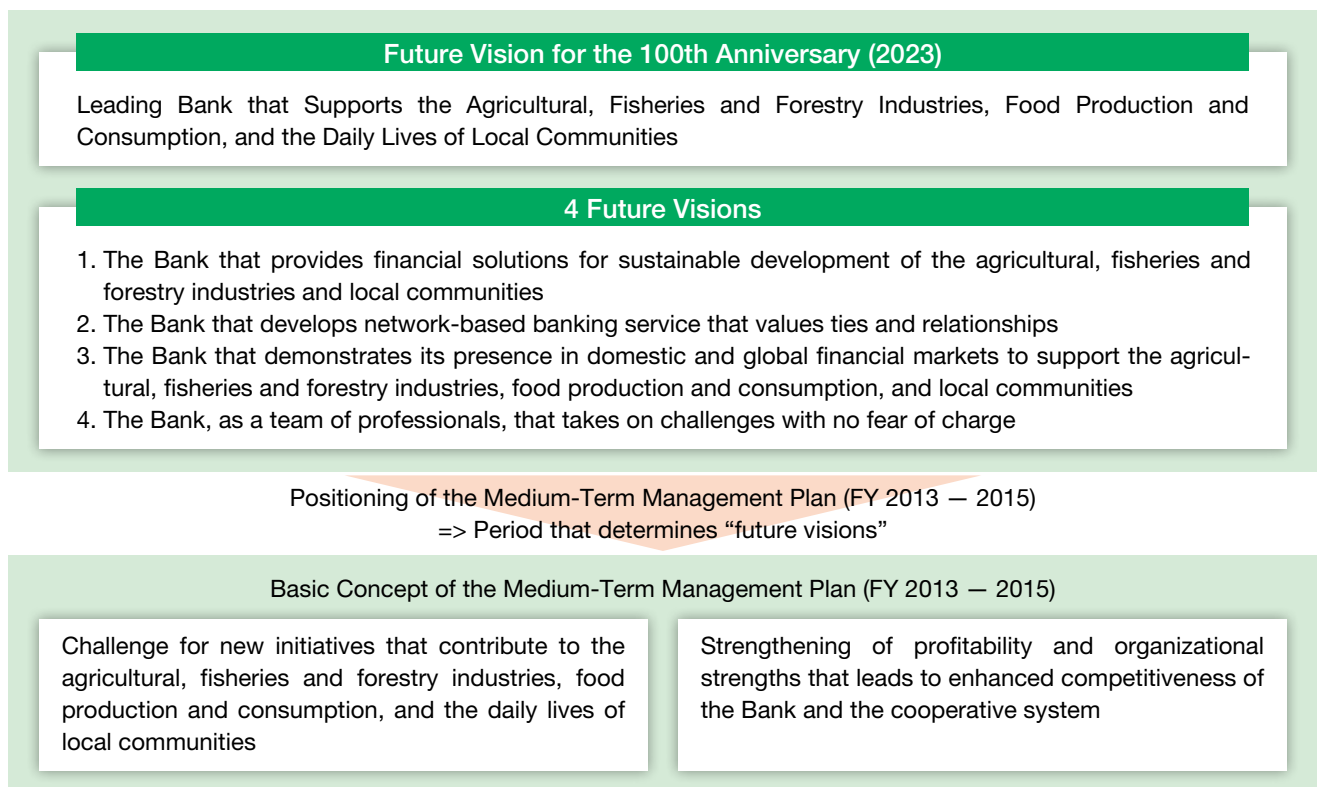 Future Vision for the 100th Anniversary (2023)
Leading Bank that Supports the Agricultural, Fisheries and Forestry Industries, Food Production and
Consumption, and the Daily Lives of Local Communities
4 Future Visions
1. The Bank that provides financial solutions for sustainable development of the agricultural, fisheries and
forestry industries and local communities
2. The Bank that develops network-based banking service that values ties and relationships
3. The Bank that demonstrates its presence in domestic and global financial markets to support the agricul-
tural, fisheries and forestry industries, food production and consumption, and local communities
4. The Bank, as a team of professionals, that takes on challenges with no fear of charge
Positioning of the Medium-Term Management Plan (FY 2013 — 2015)
=> Period that determines “future visions”
Basic Concept of the Medium-Term Management Plan (FY 2013 — 2015)
Challenge for new initiatives that contribute to the
agricultural, fisheries and forestry industries, food
production and consumption, and the daily lives of
local communities
Strengthening of profitability and organizational
strengths that leads to enhanced competitiveness of
the Bank and the cooperative system